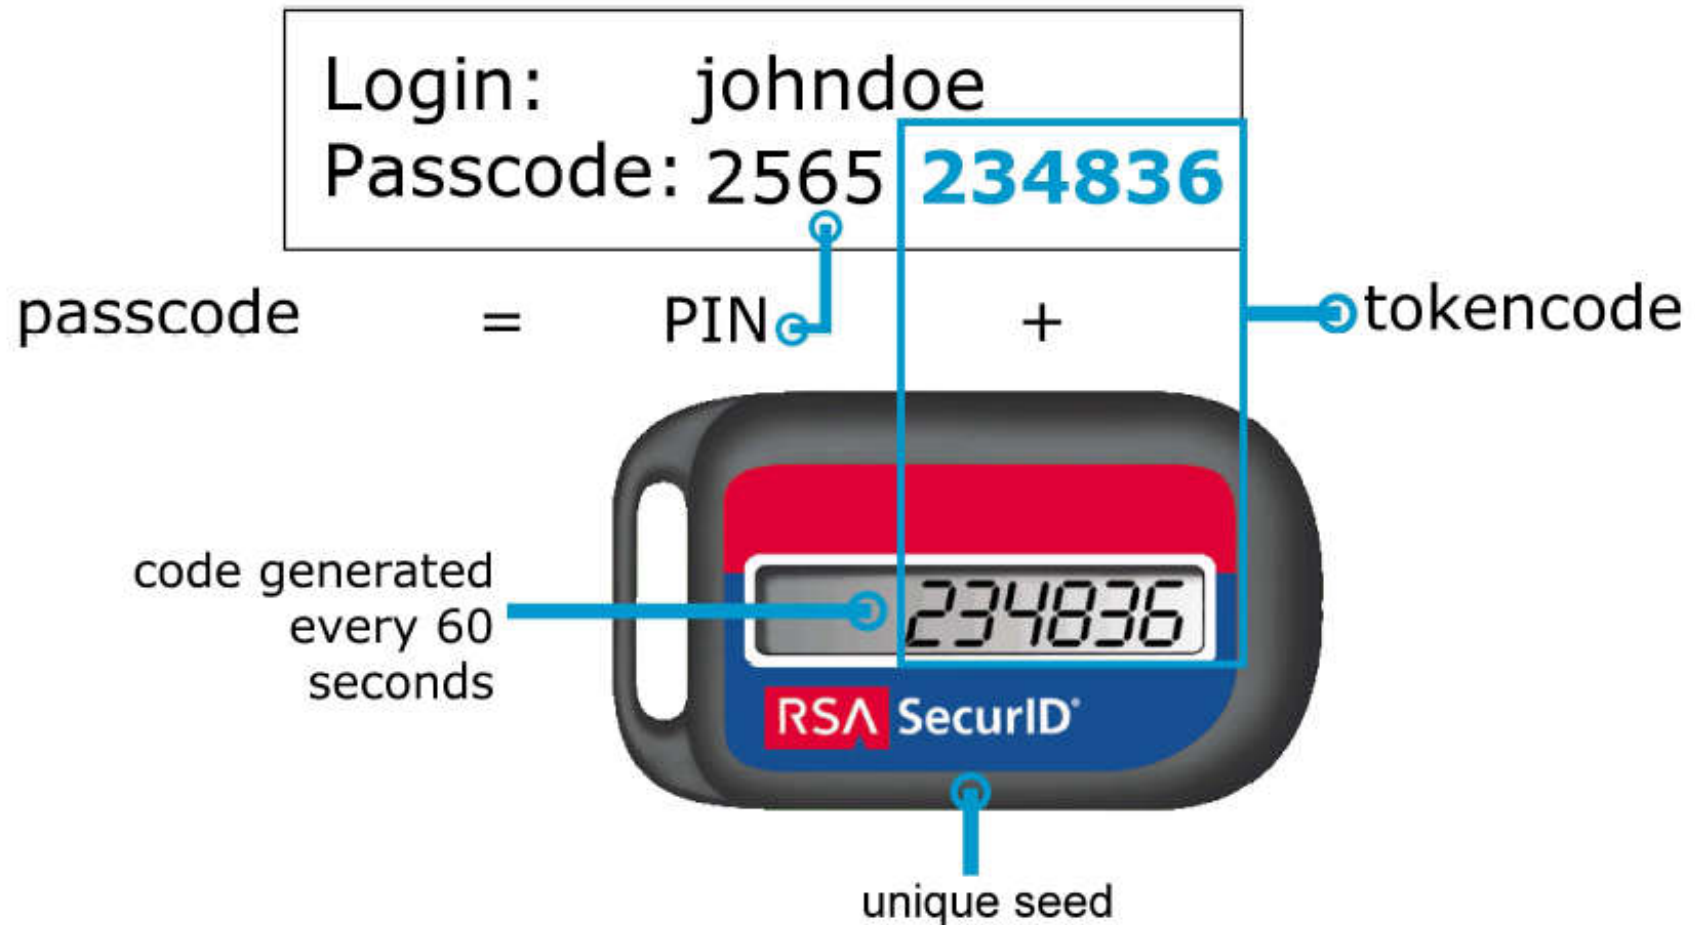 Login: johndoe
Passcode: 2565 234836
passcode = PIN + tokencode
code generated
every 60
seconds
234836
RSA SecurID®
unique seed